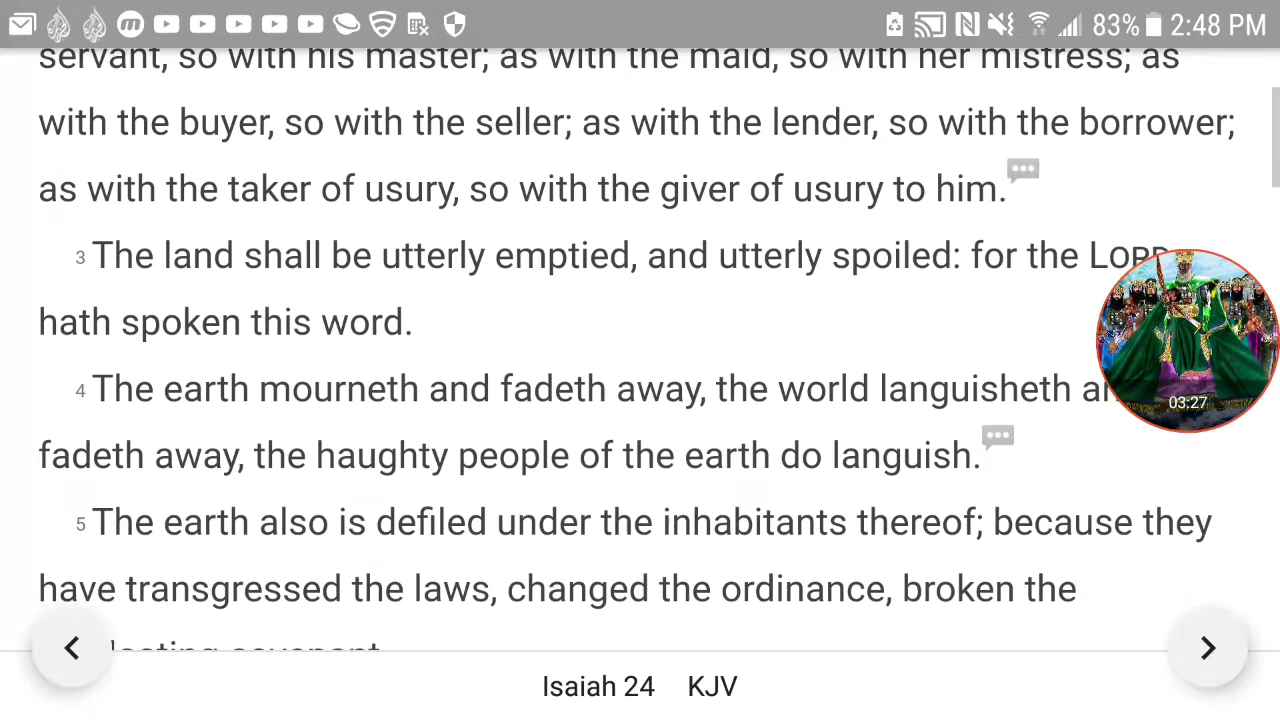 83% 2:48 PM
servant, so with his master; as with the maid, so with her mistress; as
with the buyer, so with the seller; as with the lender, so with the borrower;
as with the taker of usury, so with the giver of usury to him.
3 The land shall be utterly emptied, and utterly spoiled: for the LORD
hath spoken this word.
4 The earth mourneth and fadeth away, the world languisheth an
03:27
fadeth away, the haughty people of the earth do languish.
5 The earth also is defiled under the inhabitants thereof; because they
have transgressed the laws, changed the ordinance, broken the
lasting covenant
Isaiah 24 KJV